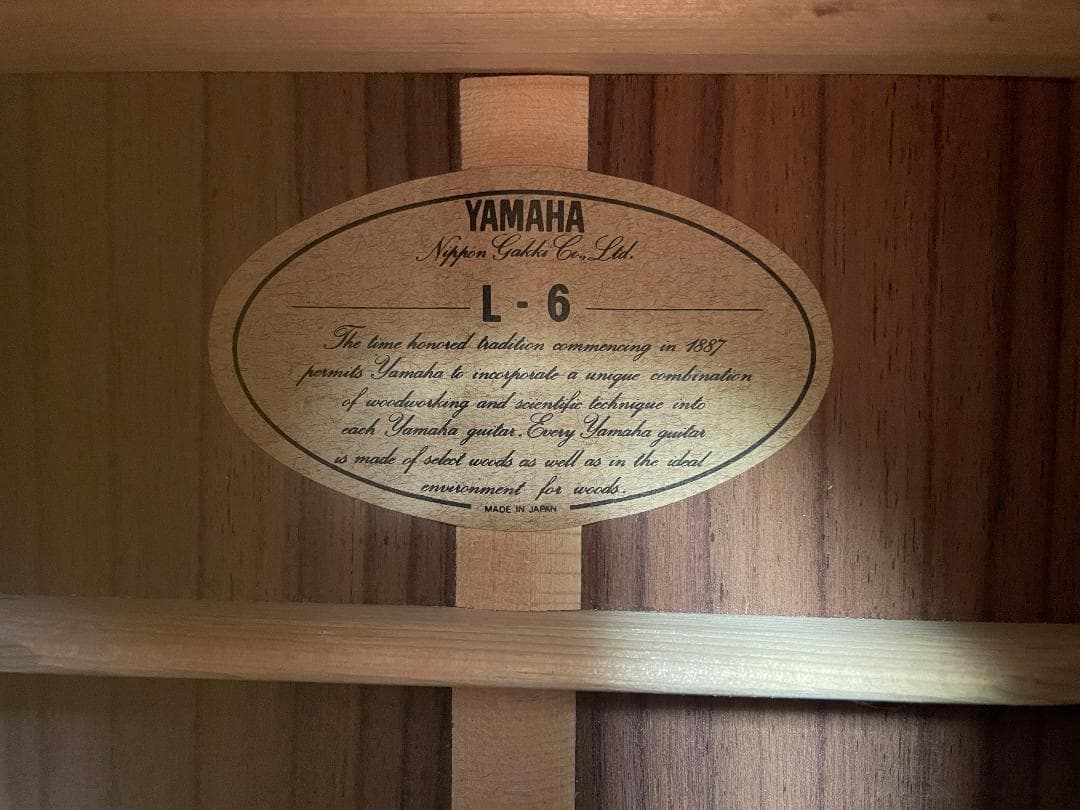 YAMAHA
Nippon Gakki Co., Ltd.
L - 6
The time honored tradition commencing in 1887
permits Yamaha to incorporate a unique combination
of woodworking and scientific technique into
each Yamaha guitar. Every Yamaha guitar
is made of select woods as well as in the ideal
environment for woods.
MADE IN JAPAN